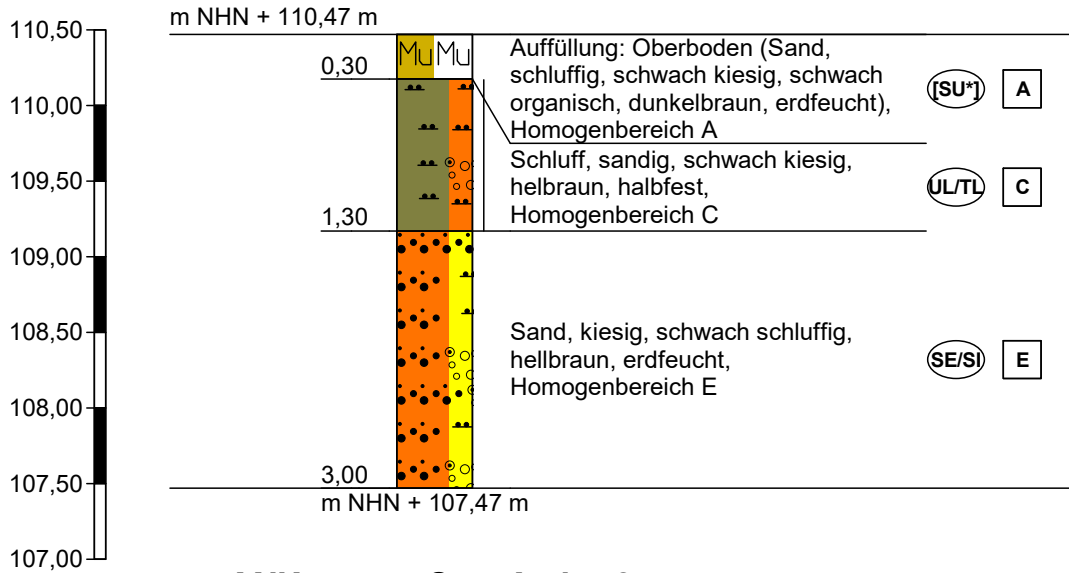 m NHN + 110,47 m
110,50
110,00
109,50
109,00
108,50
108,00
107,50
107,00
0,30
1,30
3,00
Mu Mu
Auffüllung: Oberboden (Sand,
schluffig, schwach kiesig, schwach
organisch, dunkelbraun, erdfeucht),
Homogenbereich A
[SU*] A
Schluff, sandig, schwach kiesig,
helbraun, halbfest,
Homogenbereich C
UL/TL C
Sand, kiesig, schwach schluffig,
hellbraun, erdfeucht,
Homogenbereich E
SE/SI E
m NHN + 107,47 m